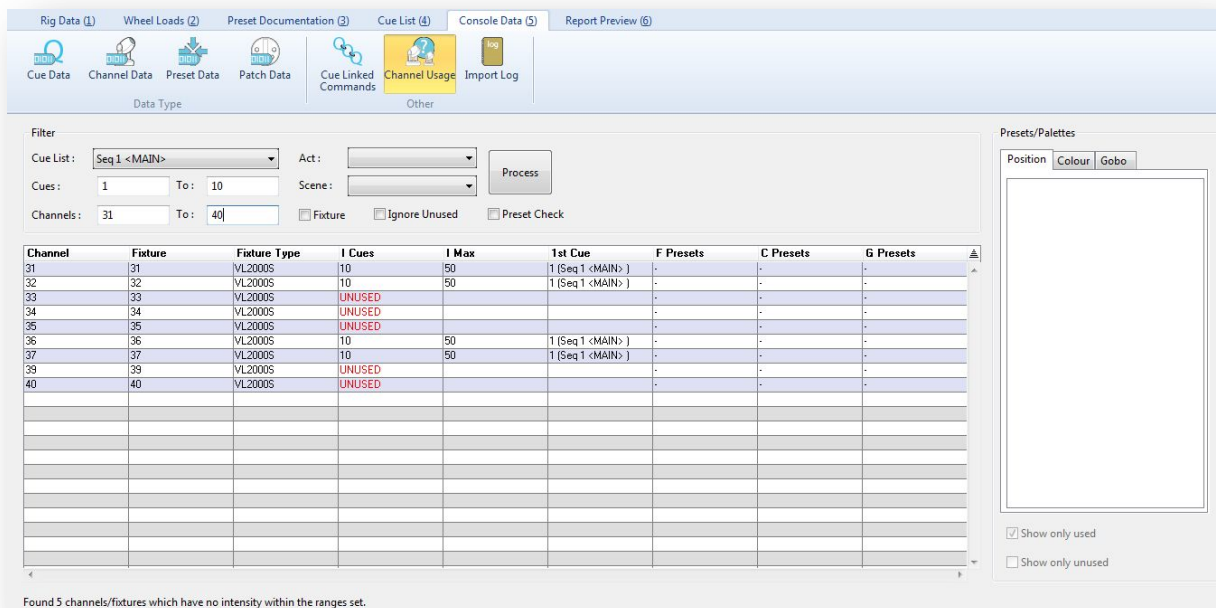 Rig Data (1) Wheel Loads (2) Preset Documentation (3) Cue List (4) Console Data (5) Report Preview (6)
Cue Data Channel Data Preset Data Patch Data Cue Linked Commands Channel Usage log Import Log
Data Type Other
Filter
Cue List : Seq 1 <MAIN> Act :
Cues : 1 To : 10 Scene : Process
Channels : 31 To : 40 Fixture Ignore Unused Preset Check
Presets/Palettes
Position Colour Gobo
Channel Fixture Fixture Type I Cues I Max 1st Cue F Presets C Presets G Presets
31 31 VL2000S 10 50 1 (Seq 1 <MAIN> ) - - -
32 32 VL2000S 10 50 1 (Seq 1 <MAIN> ) - - -
33 33 VL2000S UNUSED - - -
34 34 VL2000S UNUSED - - -
35 35 VL2000S UNUSED - - -
36 36 VL2000S 10 50 1 (Seq 1 <MAIN> ) - - -
37 37 VL2000S 10 50 1 (Seq 1 <MAIN> ) - - -
39 39 VL2000S UNUSED - - -
40 40 VL2000S UNUSED - - -
Show only used
Show only unused
Found 5 channels/fixtures which have no intensity within the ranges set.